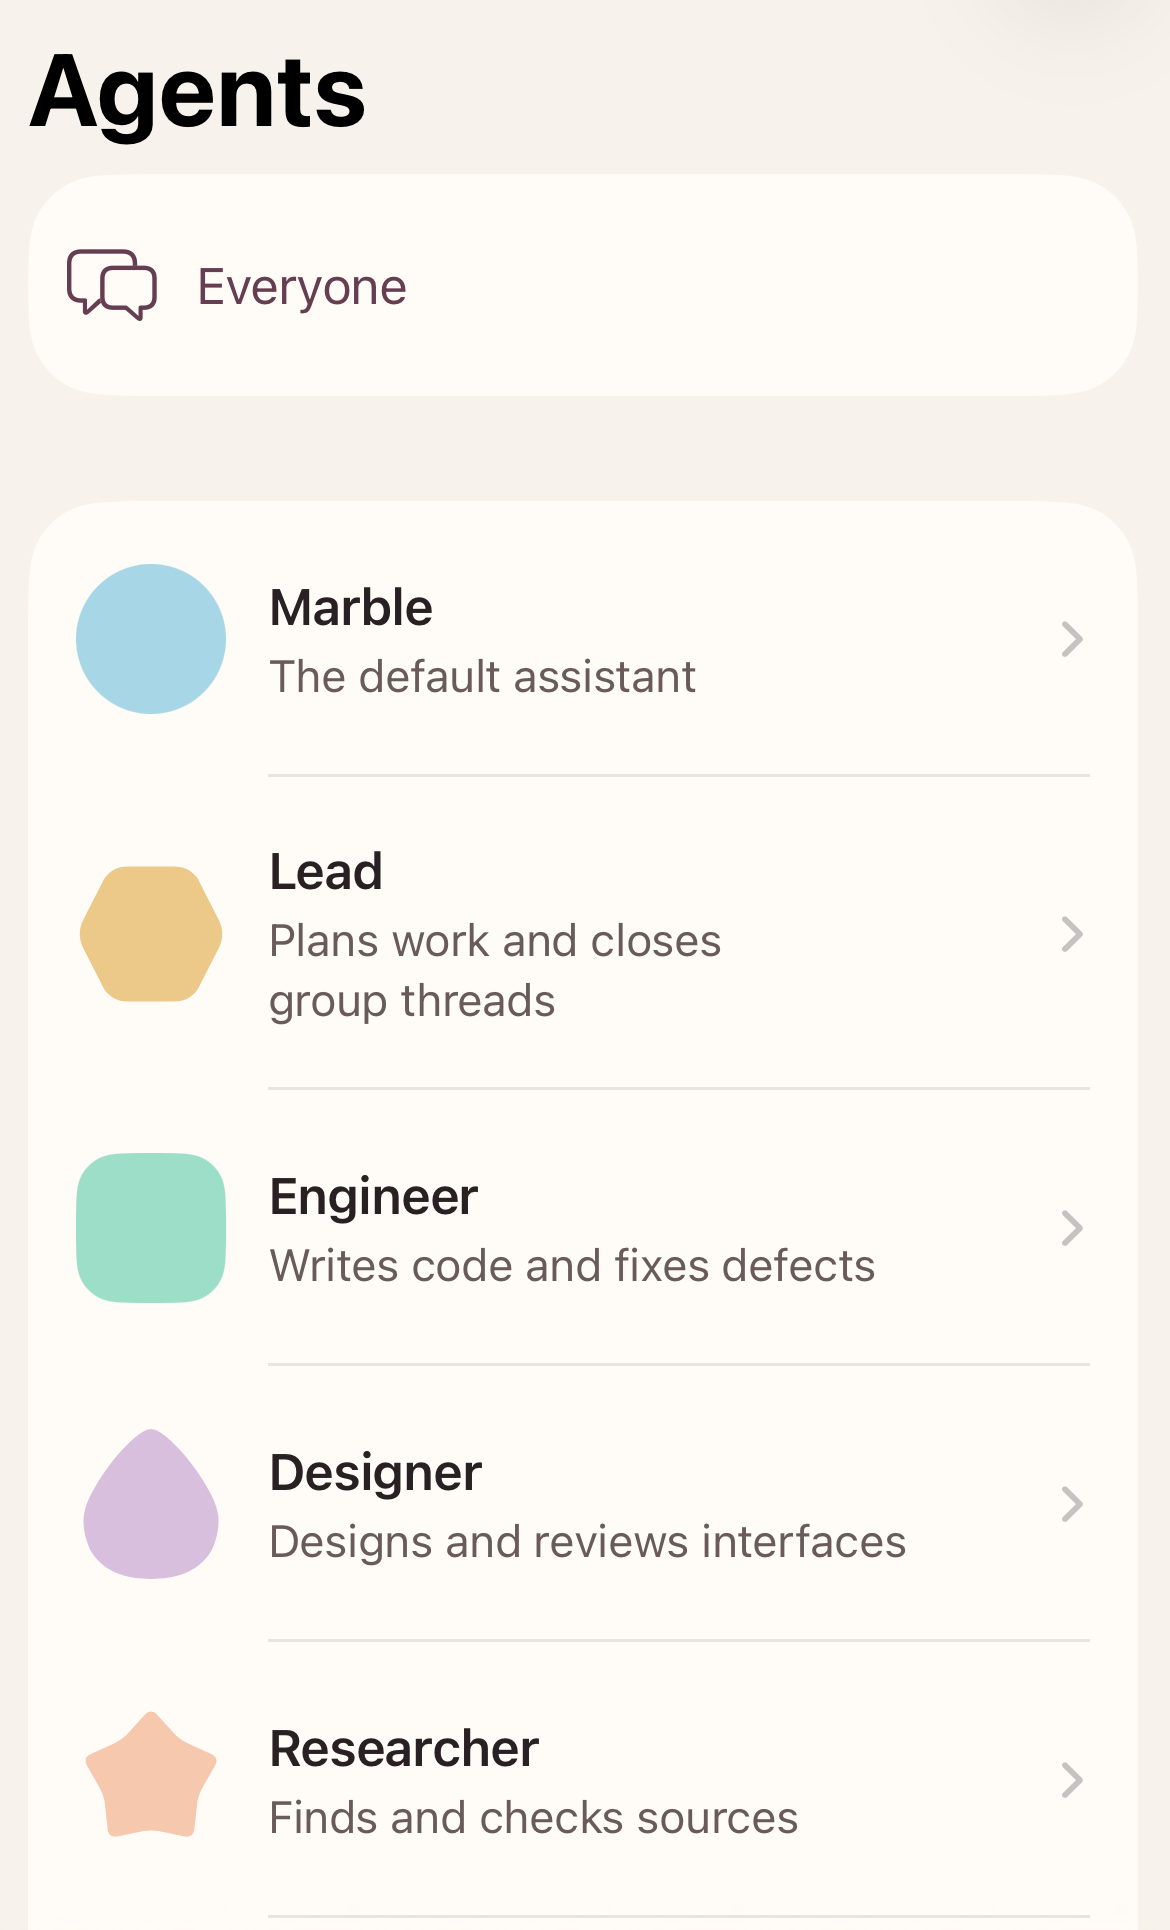 Agents
Everyone
Marble
The default assistant
Lead
Plans work and closes
group threads
Engineer
Writes code and fixes defects
Designer
Designs and reviews interfaces
Researcher
Finds and checks sources